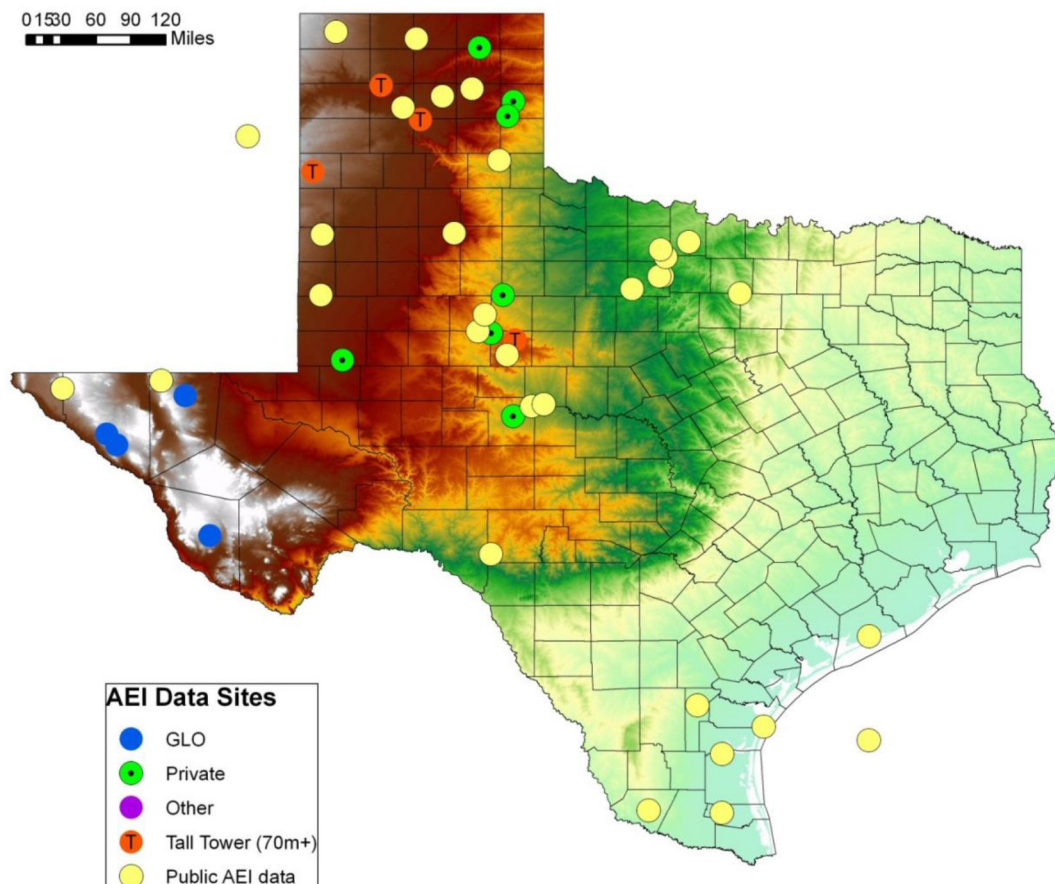 0 15 30 60 90 120
Miles
T
T
T
T
AEI Data Sites
GLO
Private
Other
T Tall Tower (70m+)
Public AEI data